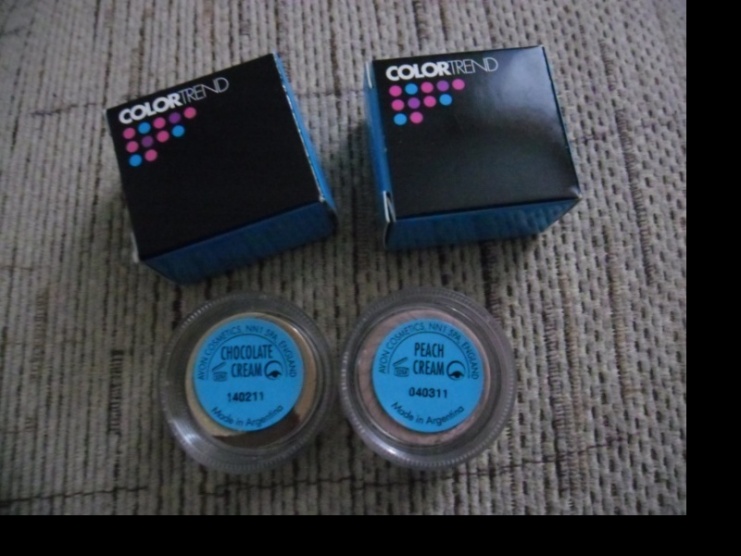 COLORTREND
COLORTREND
AVON COSMETICS, NN1 5PA, ENGLAND
CHOCOLATE
CREAM
140211
Made in Argentina
AVON COSMETICS, NN1 5PA, ENGLAND
PEACH
CREAM
040311
Made in Argentina